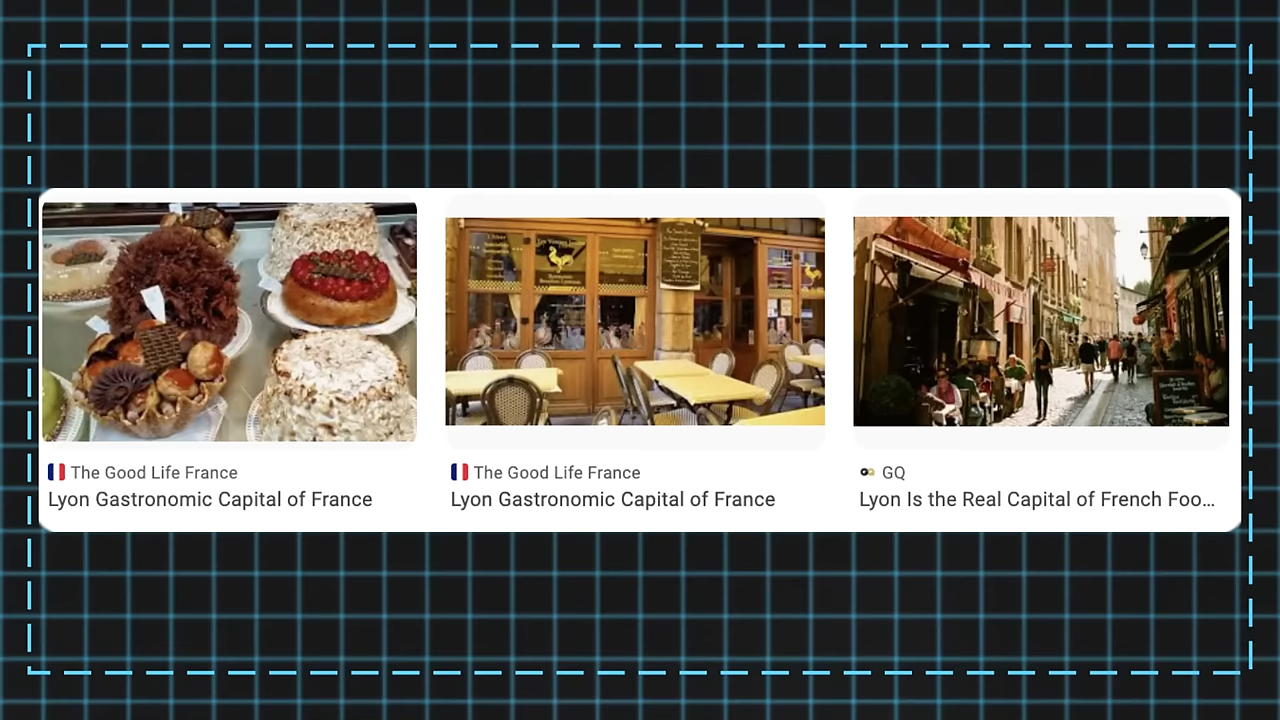 The Good Life France
Lyon Gastronomic Capital of France
The Good Life France
Lyon Gastronomic Capital of France
GQ
Lyon Is the Real Capital of French Foo...